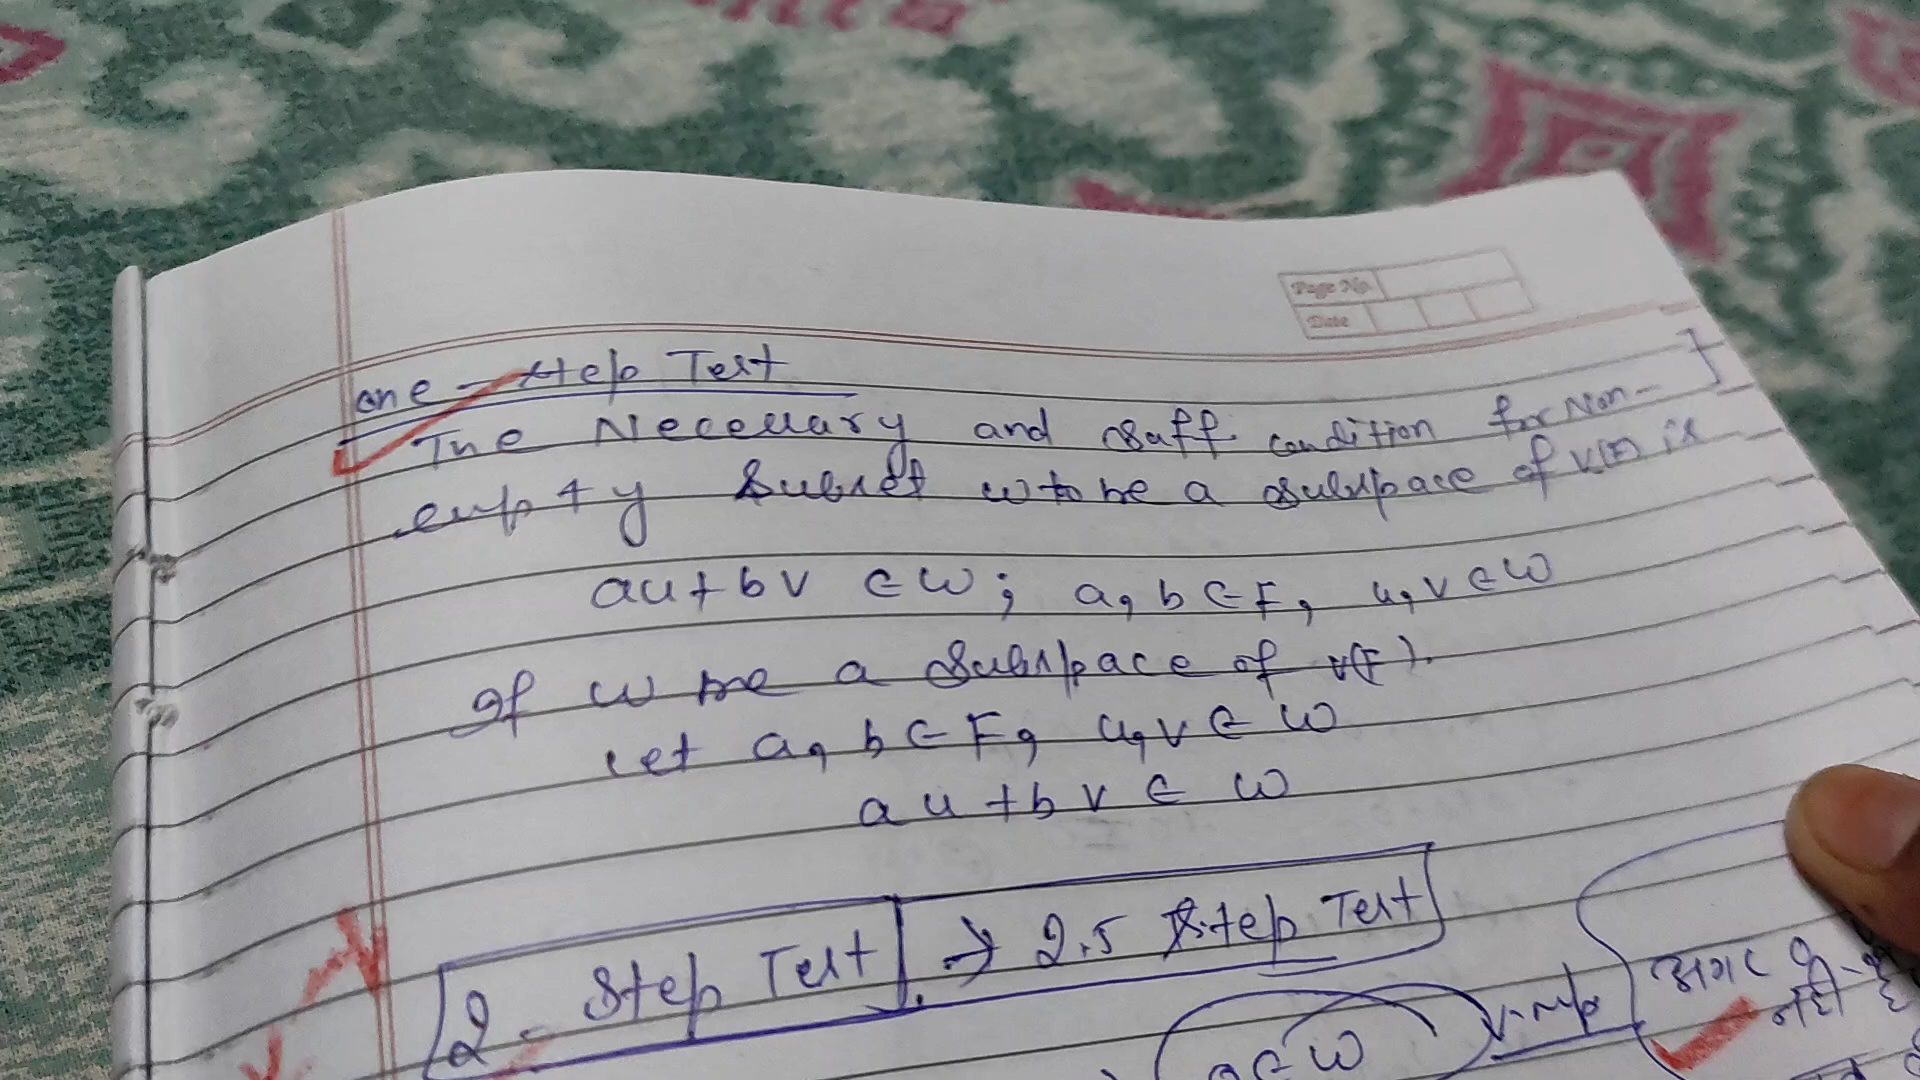 Page No.
Date
one - step Test
The Necessary and suff. condition for Non-
empty Subset W to be a subspace of V(F) is
au + bv ∈ W ; a, b ∈ F, u, v ∈ W
If W be a Subspace of V(F).
Let a, b ∈ F, u, v ∈ W
au + bv ∈ W
2 - Step Test → 2.5 Step Test
0 ∈ W V.Imp
अगर 0
नहीं है